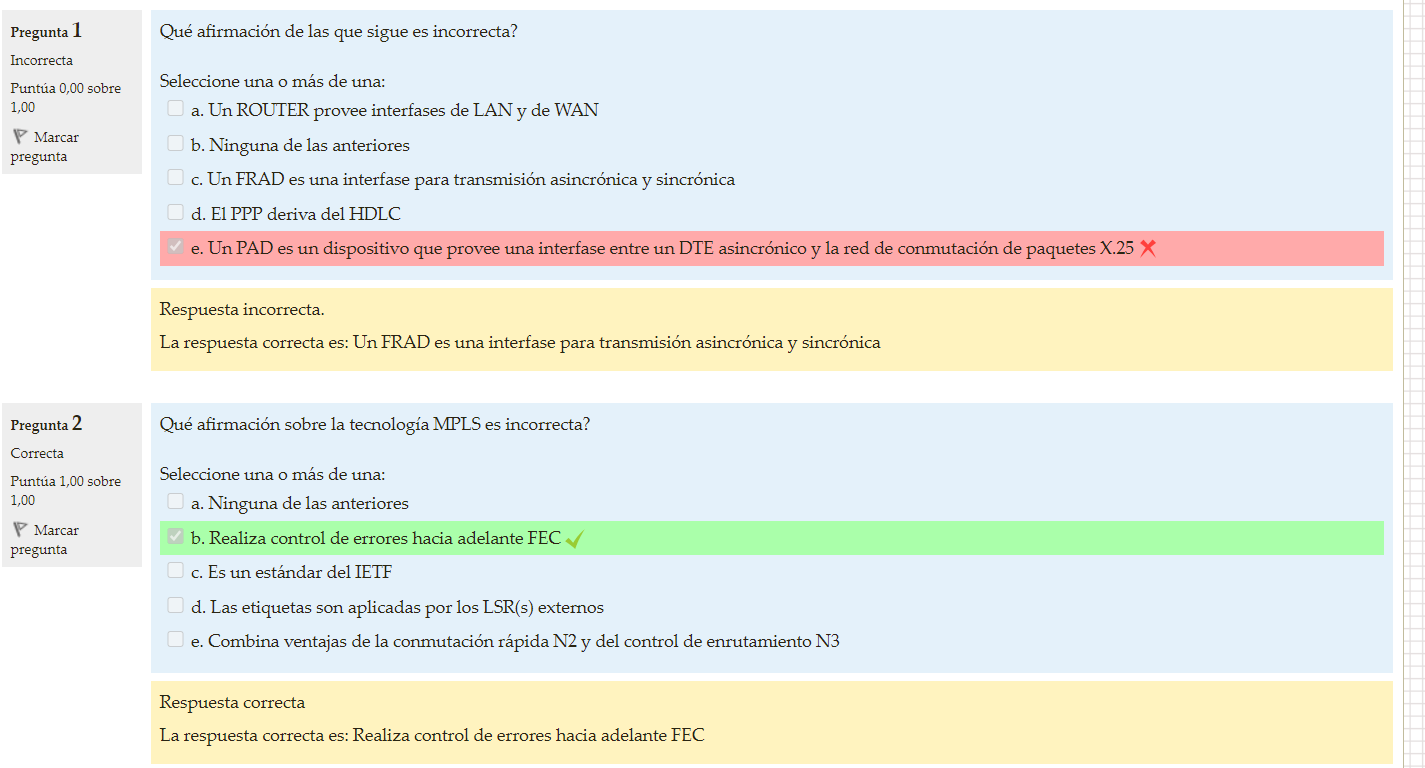 Pregunta 1
Incorrecta
Puntúa 0,00 sobre
1,00
Marcar
pregunta
Qué afirmación de las que sigue es incorrecta?
Seleccione una o más de una:
a. Un ROUTER provee interfases de LAN y de WAN
b. Ninguna de las anteriores
c. Un FRAD es una interfase para transmisión asincrónica y sincrónica
d. El PPP deriva del HDLC
e. Un PAD es un dispositivo que provee una interfase entre un DTE asincrónico y la red de conmutación de paquetes X.25
Respuesta incorrecta.
La respuesta correcta es: Un FRAD es una interfase para transmisión asincrónica y sincrónica
Pregunta 2
Correcta
Puntúa 1,00 sobre
1,00
Marcar
pregunta
Qué afirmación sobre la tecnología MPLS es incorrecta?
Seleccione una o más de una:
a. Ninguna de las anteriores
b. Realiza control de errores hacia adelante FEC
c. Es un estándar del IETF
d. Las etiquetas son aplicadas por los LSR(s) externos
e. Combina ventajas de la conmutación rápida N2 y del control de enrutamiento N3
Respuesta correcta
La respuesta correcta es: Realiza control de errores hacia adelante FEC